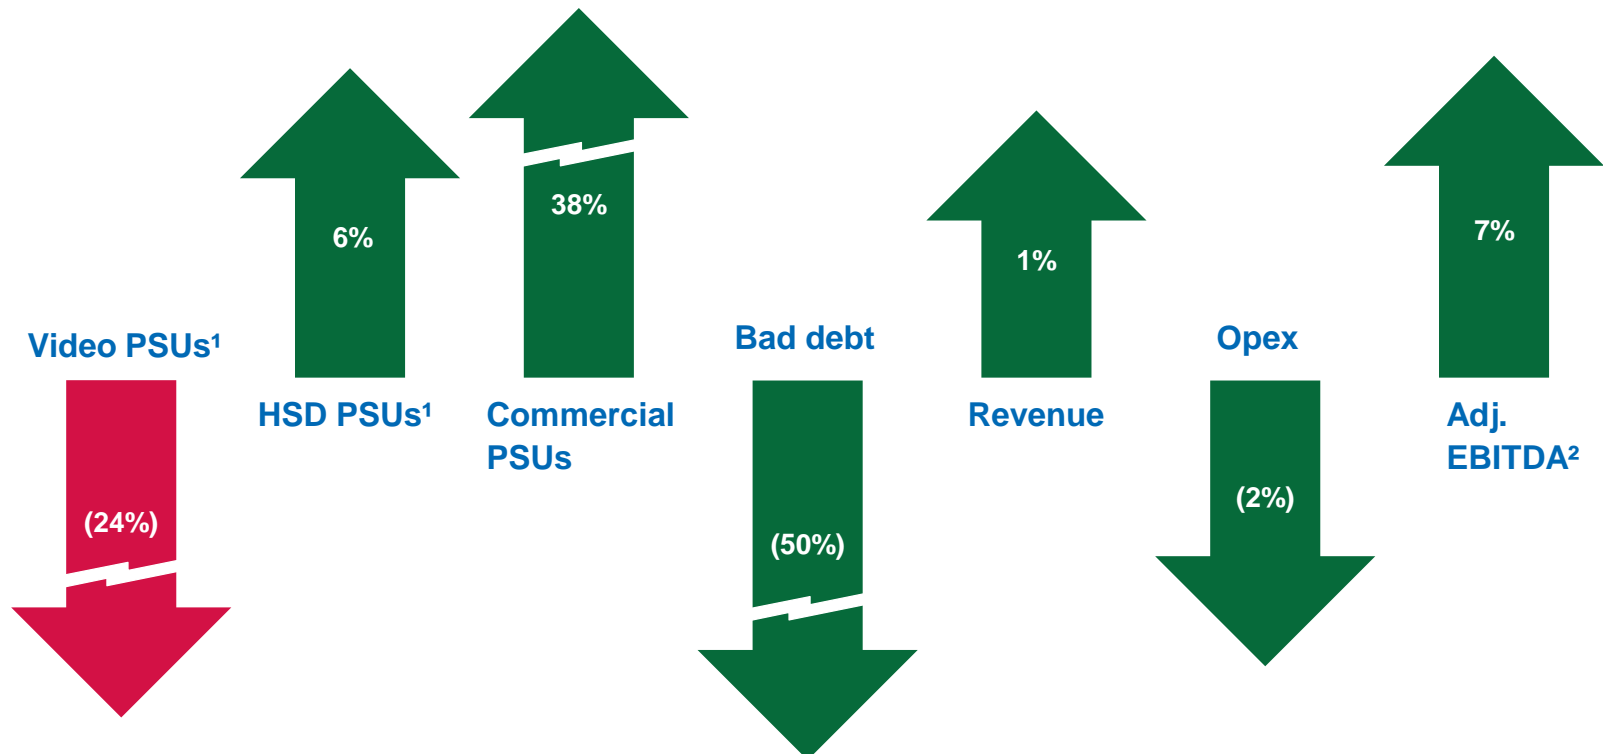 Video PSUs¹
(24%)
6%
HSD PSUs¹
38%
Commercial
PSUs
Bad debt
(50%)
1%
Revenue
Opex
(2%)
7%
Adj.
EBITDA²